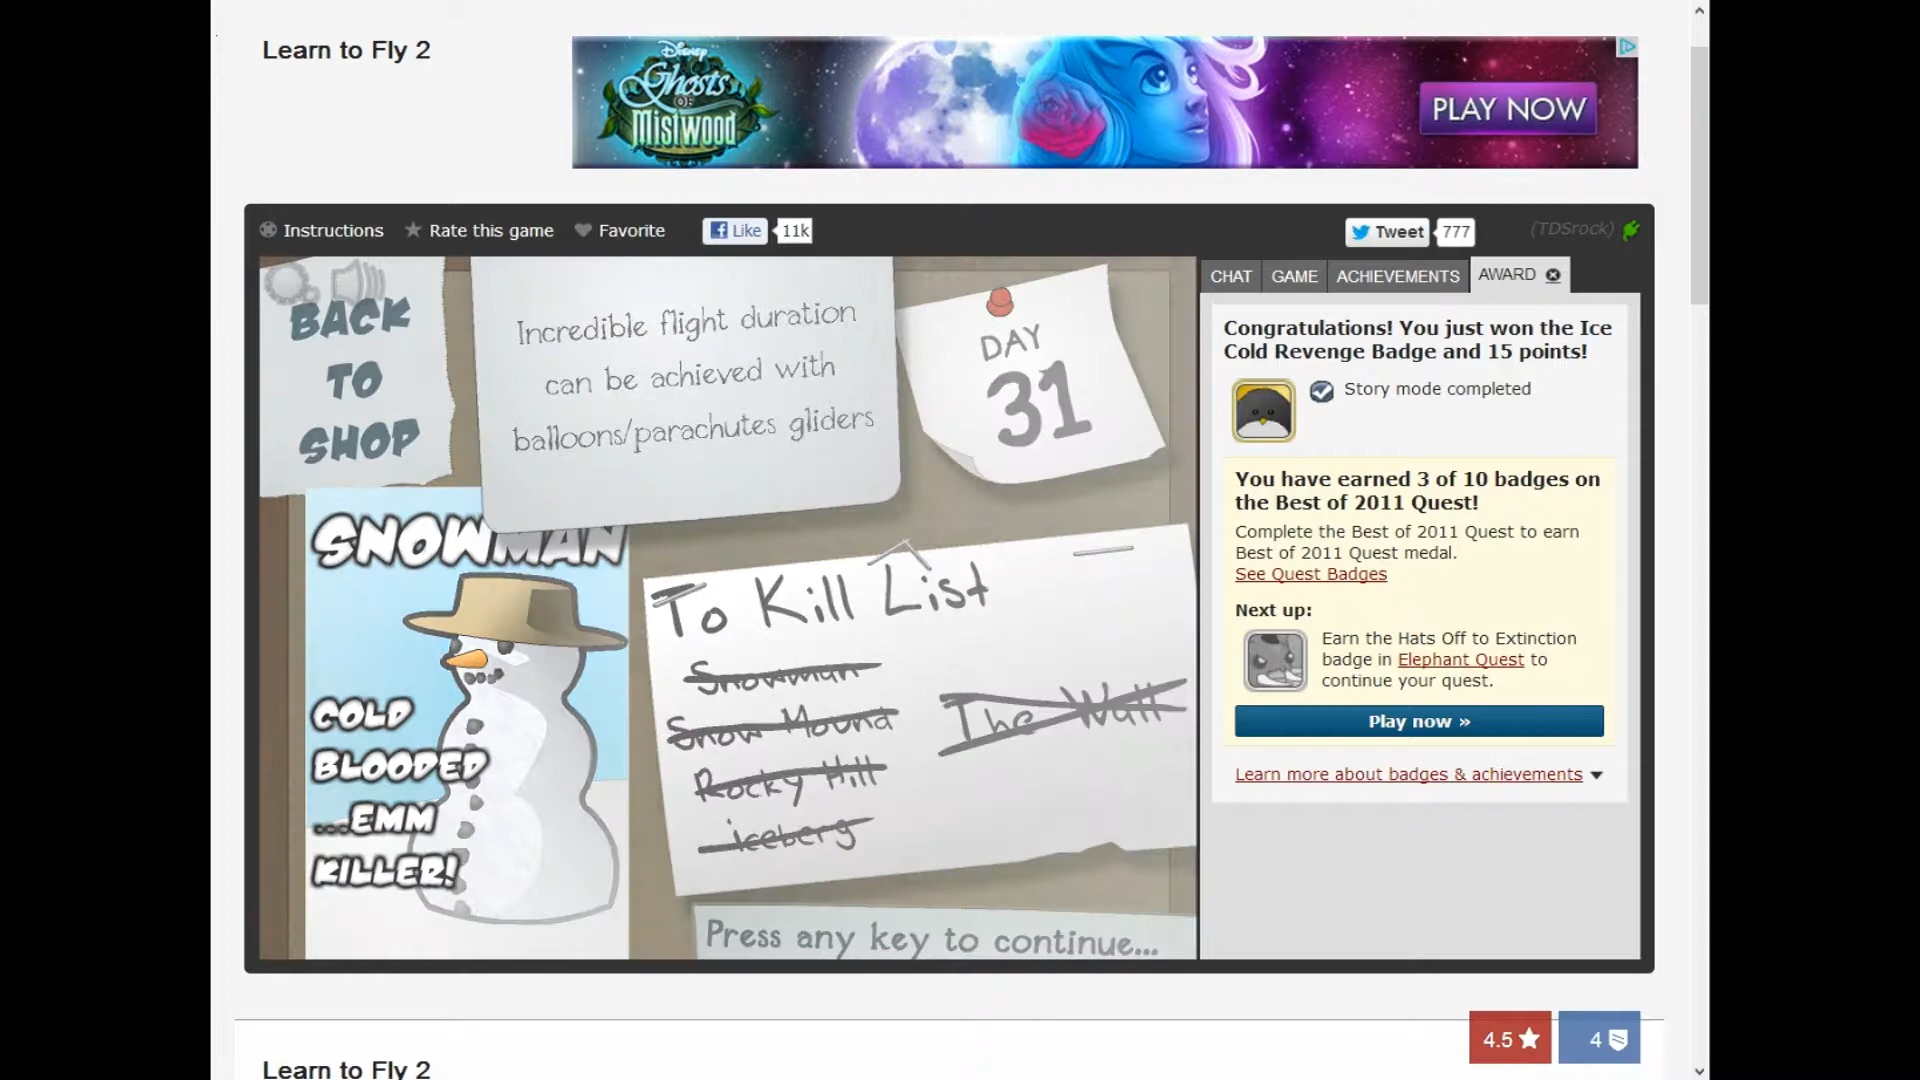 Learn to Fly 2
Disney
Ghosts
OF
Mistwood
PLAY NOW
Instructions
Rate this game
Favorite
Like
11k
Tweet
777
(TDSrock)
BACK
TO
SHOP
Incredible flight duration
can be achieved with
balloons/parachutes gliders
DAY
31
SNOWMAN
COLD
BLOODED
...EMM
KILLER!
To Kill List
Snowman
Snow Mound
Rocky Hill
iceberg
The Wall
Press any key to continue...
CHAT
GAME
ACHIEVEMENTS
AWARD
Congratulations! You just won the Ice
Cold Revenge Badge and 15 points!
Story mode completed
You have earned 3 of 10 badges on
the Best of 2011 Quest!
Complete the Best of 2011 Quest to earn
Best of 2011 Quest medal.
See Quest Badges
Next up:
Earn the Hats Off to Extinction
badge in Elephant Quest to
continue your quest.
Play now »
Learn more about badges & achievements
4.5
4
Learn to Fly 2